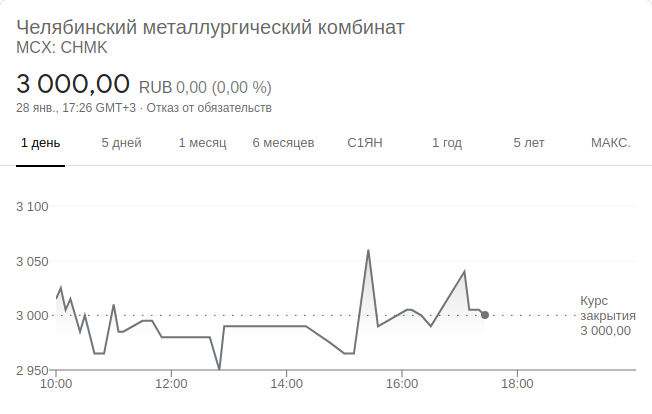 Челябинский металлургический комбинат
MCX: CHMK
3 000,00 RUB 0,00 (0,00 %)
28 янв., 17:26 GMT+3 · Отказ от обязательств
1 день 5 дней 1 месяц 6 месяцев С1ЯН 1 год 5 лет МАКС.
3 100
3 050
3 000
2 950
Курс
закрытия
3 000,00
10:00 12:00 14:00 16:00 18:00